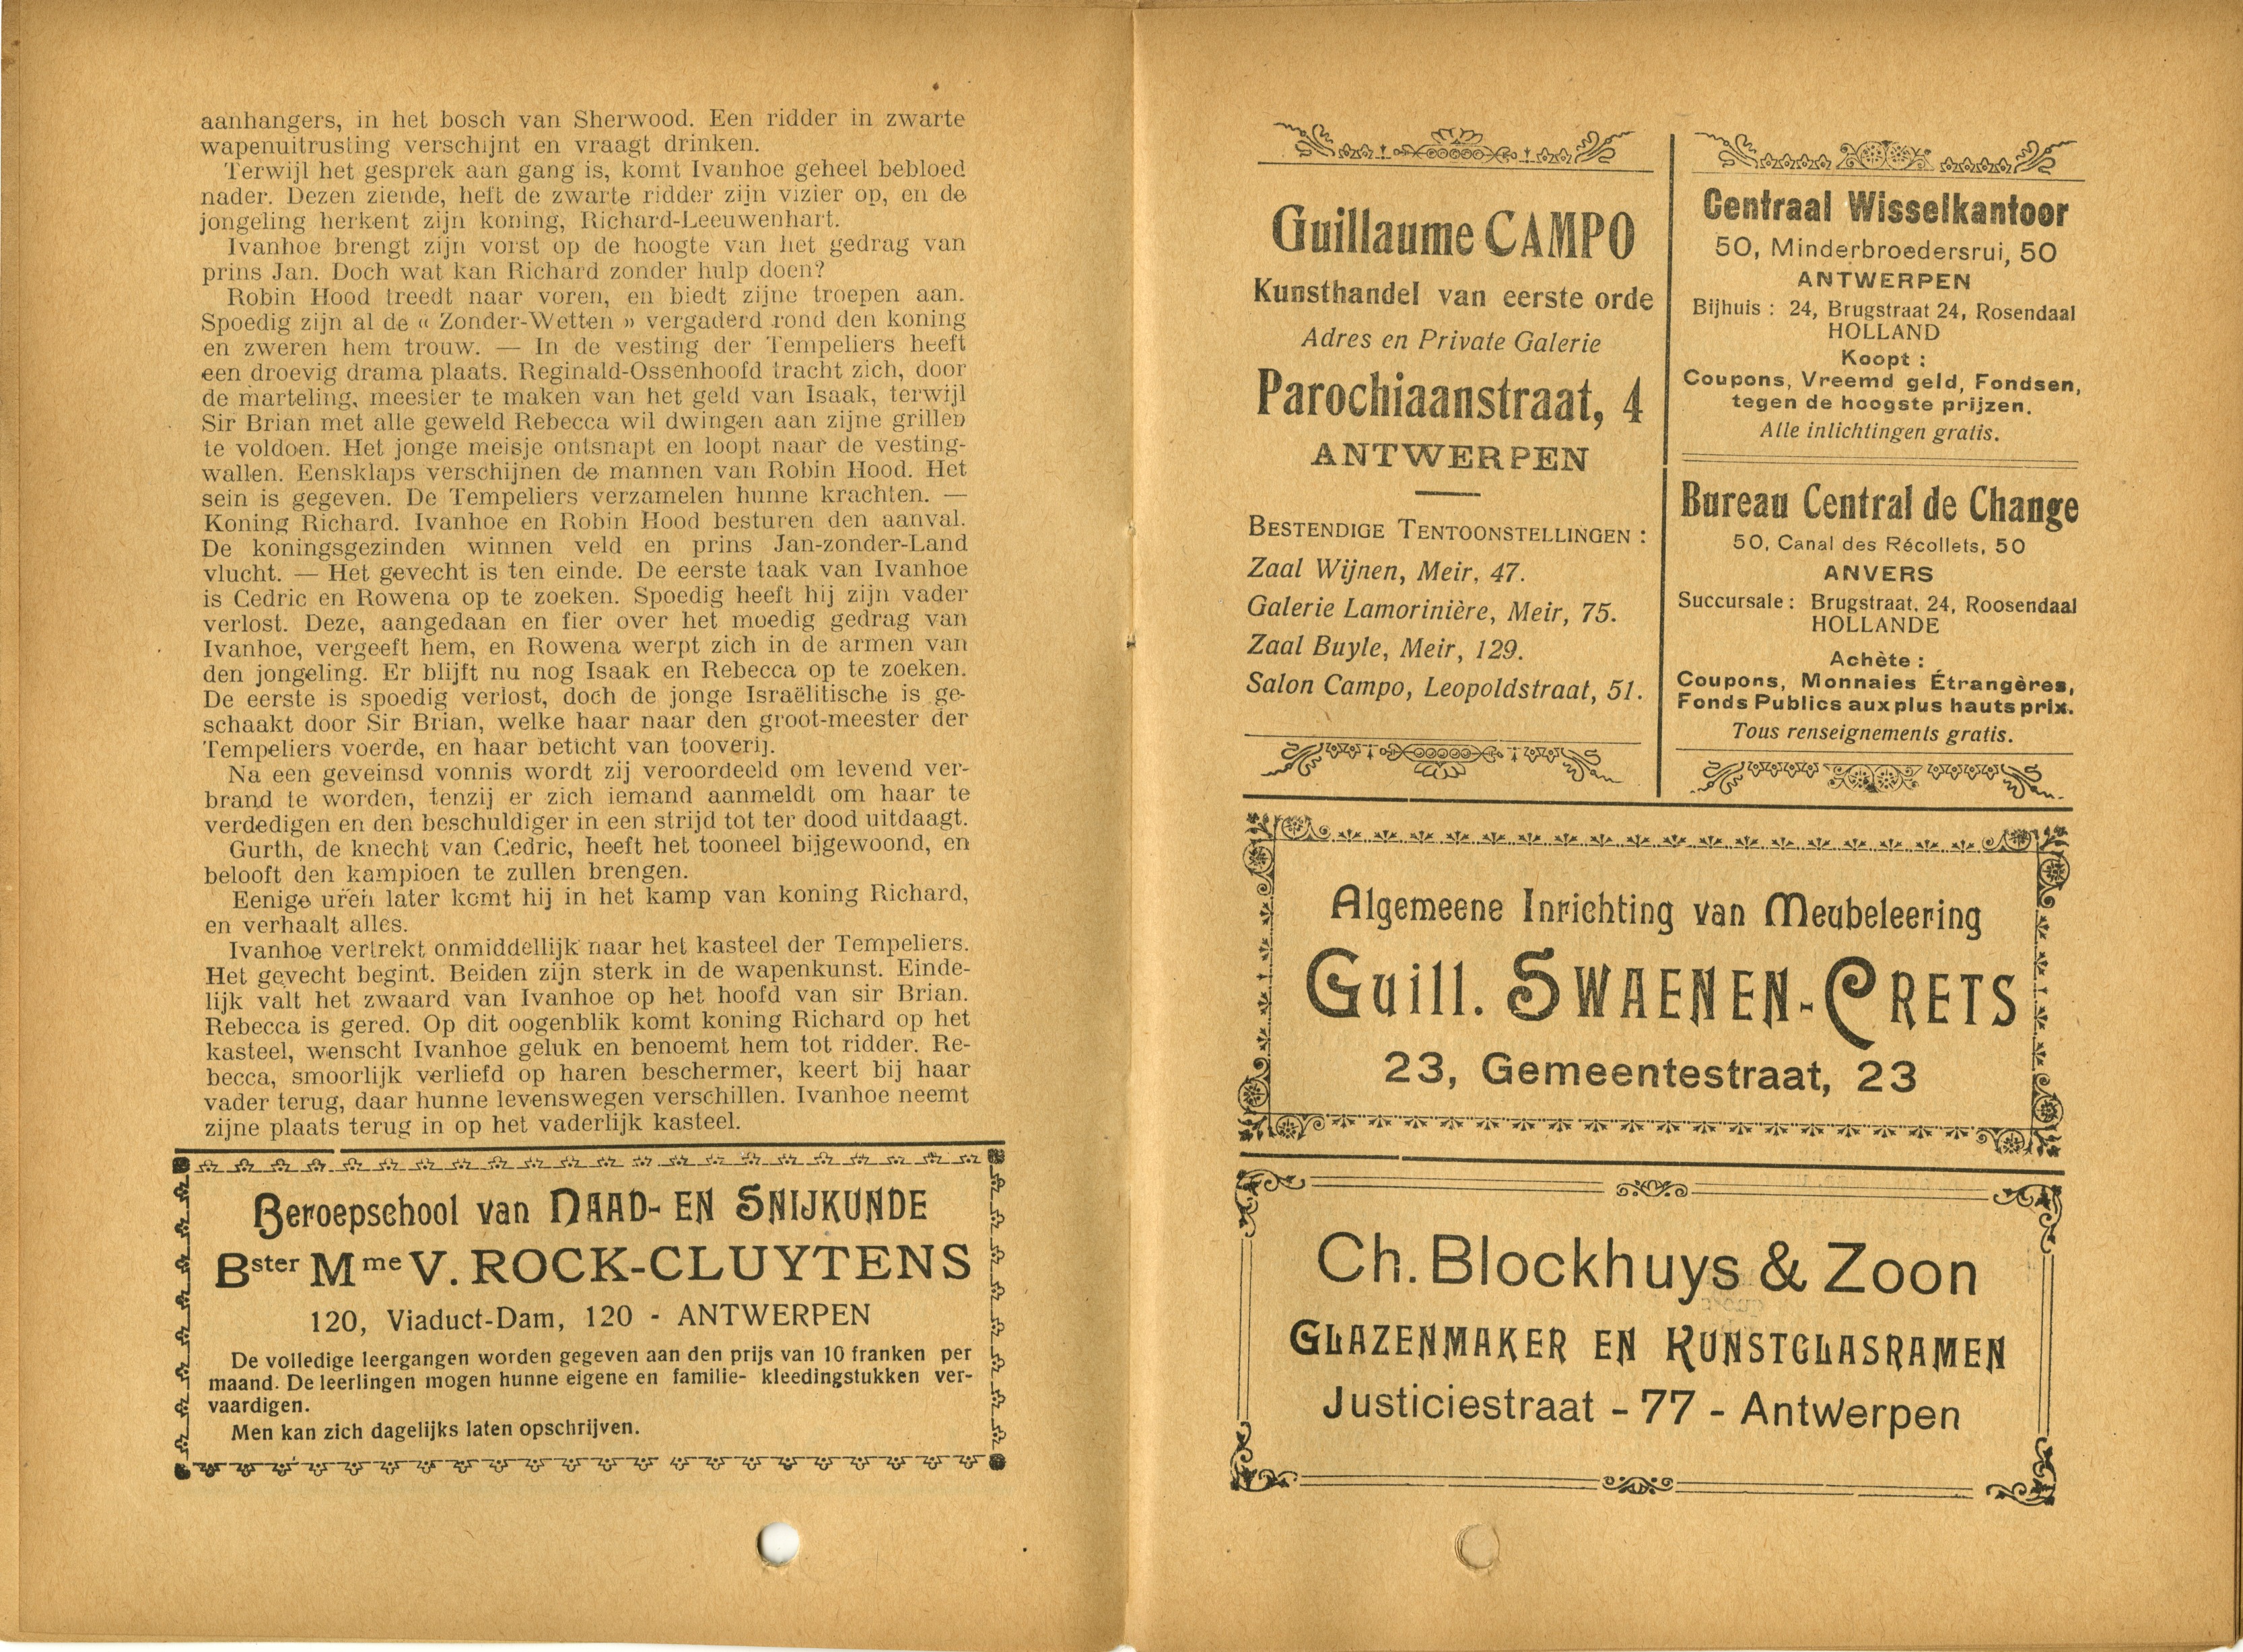 aanhangers, in het bosch van Sherwood. Een ridder in zwarte
wapenuitrusting verschijnt en vraagt drinken.
Terwijl het gesprek aan gang is, komt Ivanhoe geheel bebloed
nader. Dezen ziende, heft de zwarte ridder zijn vizier op, en de
jongeling herkent zijn koning, Richard-Leeuwenhart.
Ivanhoe brengt zijn vorst op de hoogte van het gedrag van
prins Jan. Doch wat kan Richard zonder hulp doen?
Robin Hood treedt naar voren, en biedt zijne troepen aan.
Spoedig zijn al de « Zonder-Wetten » vergaderd rond den koning
en zweren hem trouw. — In de vesting der Tempeliers heeft
een droevig drama plaats. Reginald-Ossenhoofd tracht zich, door
de marteling, meester te maken van het geld van Isaak, terwijl
Sir Brian met alle geweld Rebecca wil dwingen aan zijne grillen
te voldoen. Het jonge meisje ontsnapt en loopt naar de vesting-
wallen. Eensklaps verschijnen de mannen van Robin Hood. Het
sein is gegeven. De Tempeliers verzamelen hunne krachten. —
Koning Richard. Ivanhoe en Robin Hood besturen den aanval.
De koningsgezinden winnen veld en prins Jan-zonder-Land
vlucht. — Het gevecht is ten einde. De eerste taak van Ivanhoe
is Cedric en Rowena op te zoeken. Spoedig heeft hij zijn vader
verlost. Deze, aangedaan en fier over het moedig gedrag van
Ivanhoe, vergeeft hem, en Rowena werpt zich in de armen van
den jongeling. Er blijft nu nog Isaak en Rebecca op te zoeken.
De eerste is spoedig verlost, doch de jonge Israëlitische is ge-
schaakt door Sir Brian, welke haar naar den groot-meester der
Tempeliers voerde, en haar beticht van tooverij.
Na een geveinsd vonnis wordt zij veroordeeld om levend ver-
brand te worden, tenzij er zich iemand aanmeldt om haar te
verdedigen en den beschuldiger in een strijd tot ter dood uitdaagt.
Gurth, de knecht van Cedric, heeft het tooneel bijgewoond, en
belooft den kampioen te zullen brengen.
Eenige uren later komt hij in het kamp van koning Richard,
en verhaalt alles.
Ivanhoe vertrekt onmiddellijk naar het kasteel der Tempeliers.
Het gevecht begint. Beiden zijn sterk in de wapenkunst. Einde-
lijk valt het zwaard van Ivanhoe op het hoofd van sir Brian.
Rebecca is gered. Op dit oogenblik komt koning Richard op het
kasteel, wenscht Ivanhoe geluk en benoemt hem tot ridder. Re-
becca, smoorlijk verliefd op haren beschermer, keert bij haar
vader terug, daar hunne levenswegen verschillen. Ivanhoe neemt
zijne plaats terug in op het vaderlijk kasteel.
Beroepschool van NAAD- EN SNIJKUNDE
Bster Mme V. ROCK-CLUYTENS
120, Viaduct-Dam, 120 - ANTWERPEN
De volledige leergangen worden gegeven aan den prijs van 10 franken per
maand. De leerlingen mogen hunne eigene en familie- kleedingstukken ver-
vaardigen.
Men kan zich dagelijks laten opschrijven.
Guillaume CAMPO
Kunsthandel van eerste orde
Adres en Private Galerie
Parochiaanstraat, 4
ANTWERPEN
BESTENDIGE TENTOONSTELLINGEN :
Zaal Wijnen, Meir, 47.
Galerie Lamorinière, Meir, 75.
Zaal Buyle, Meir, 129.
Salon Campo, Leopoldstraat, 51.
Centraal Wisselkantoor
50, Minderbroedersrui, 50
ANTWERPEN
Bijhuis : 24, Brugstraat 24, Rosendaal
HOLLAND
Koopt :
Coupons, Vreemd geld, Fondsen,
tegen de hoogste prijzen.
Alle inlichtingen gratis.
Bureau Central de Change
50, Canal des Récollets, 50
ANVERS
Succursale : Brugstraat, 24, Roosendaal
HOLLANDE
Achète :
Coupons, Monnaies Étrangères,
Fonds Publics aux plus hauts prix.
Tous renseignements gratis.
Algemeene Inrichting van Meubeleering
Guill. SWAENEN-CRETS
23, Gemeentestraat, 23
Ch. Blockhuys & Zoon
GLAZENMAKER EN KUNSTGLASRAMEN
Justiciestraat - 77 - Antwerpen